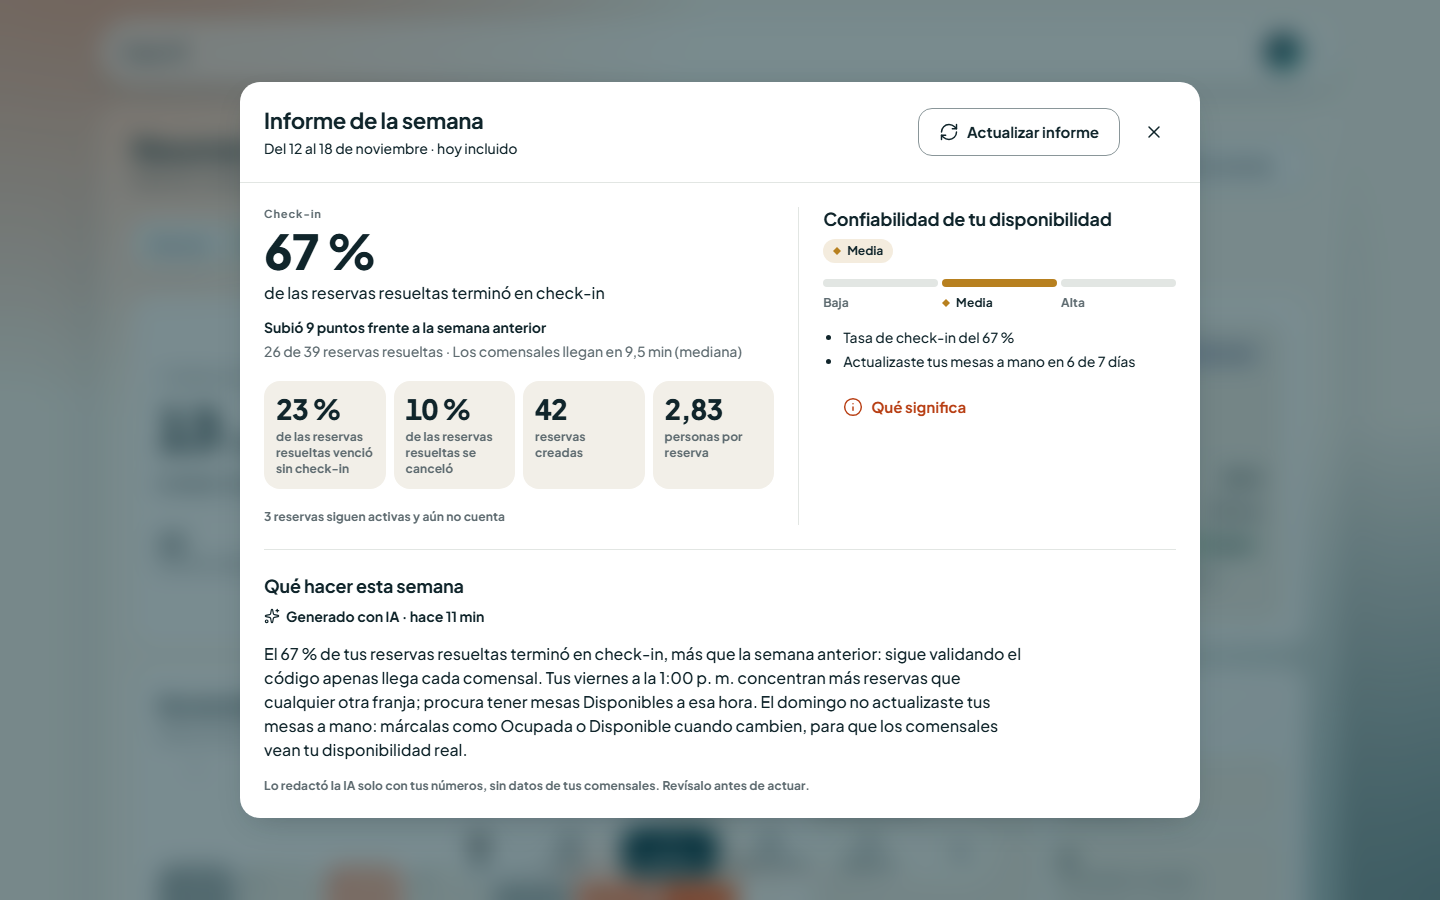 Informe de la semana
Del 12 al 18 de noviembre · hoy incluido
Actualizar informe
Check-in
67 %
de las reservas resueltas terminó en check-in
Subió 9 puntos frente a la semana anterior
26 de 39 reservas resueltas · Los comensales llegan en 9,5 min (mediana)
23 %
de las reservas
resueltas venció
sin check-in
10 %
de las reservas
resueltas se
canceló
42
reservas
creadas
2,83
personas por
reserva
3 reservas siguen activas y aún no cuenta
Confiabilidad de tu disponibilidad
Media
Baja
Media
Alta
Tasa de check-in del 67 %
Actualizaste tus mesas a mano en 6 de 7 días
Qué significa
Qué hacer esta semana
Generado con IA · hace 11 min
El 67 % de tus reservas resueltas terminó en check-in, más que la semana anterior: sigue validando el
código apenas llega cada comensal. Tus viernes a la 1:00 p. m. concentran más reservas que
cualquier otra franja; procura tener mesas Disponibles a esa hora. El domingo no actualizaste tus
mesas a mano: márcalas como Ocupada o Disponible cuando cambien, para que los comensales
vean tu disponibilidad real.
Lo redactó la IA solo con tus números, sin datos de tus comensales. Revísalo antes de actuar.